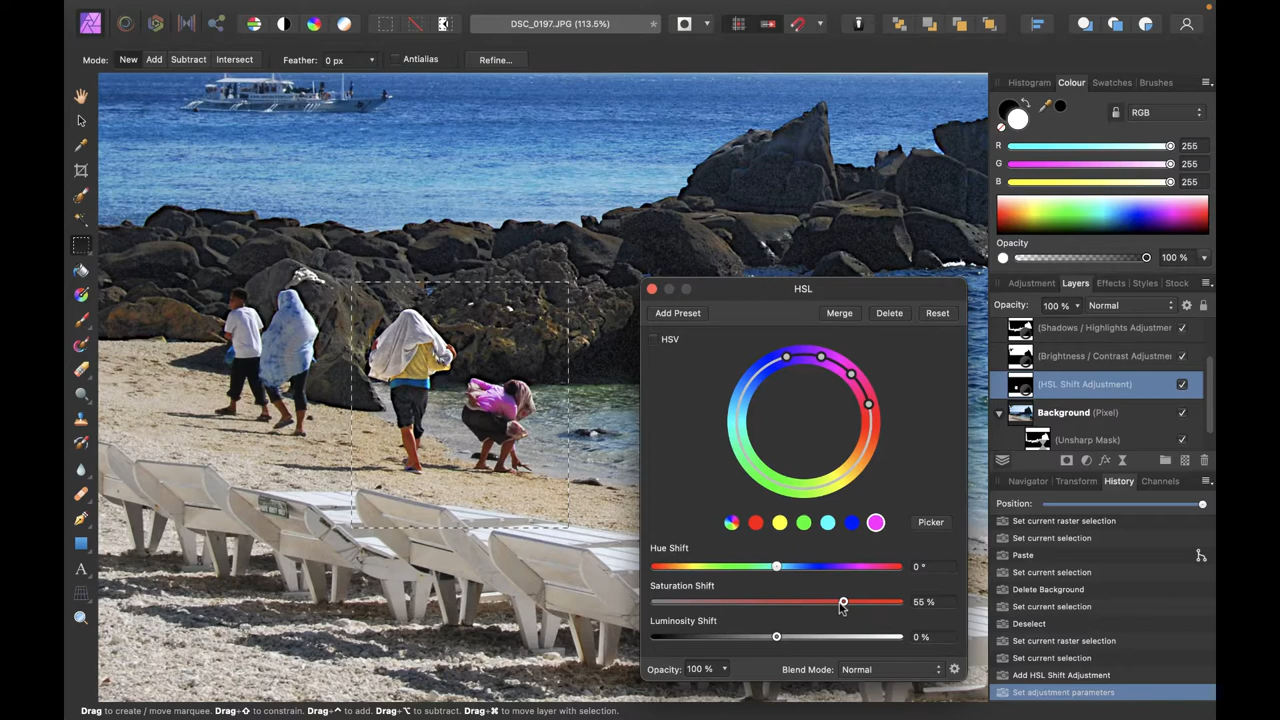 DSC_0197.JPG (113.5%)
Mode: New Add Subtract Intersect Feather: 0 px Antialias Refine...
Histogram Colour Swatches Brushes
RGB
R 255
G 255
B 255
Opacity
100 %
Adjustment Layers Effects Styles Stock
Opacity: 100 % Normal
(Shadows / Highlights Adjustmer
(Brightness / Contrast Adjustme
(HSL Shift Adjustment)
Background (Pixel)
(Unsharp Mask)
Navigator Transform History Channels
Position:
Set current raster selection
Set current selection
Paste
Set current selection
Delete Background
Set current selection
Deselect
Set current raster selection
Set current selection
Add HSL Shift Adjustment
Set adjustment parameters
HSL
Add Preset Merge Delete Reset
HSV
Picker
Hue Shift
0 °
Saturation Shift
55 %
Luminosity Shift
0 %
Opacity: 100 % Blend Mode: Normal
A
Drag to create / move marquee. Drag+⇧ to constrain. Drag+^ to add. Drag+⌥ to subtract. Drag+⌘ to move layer with selection.